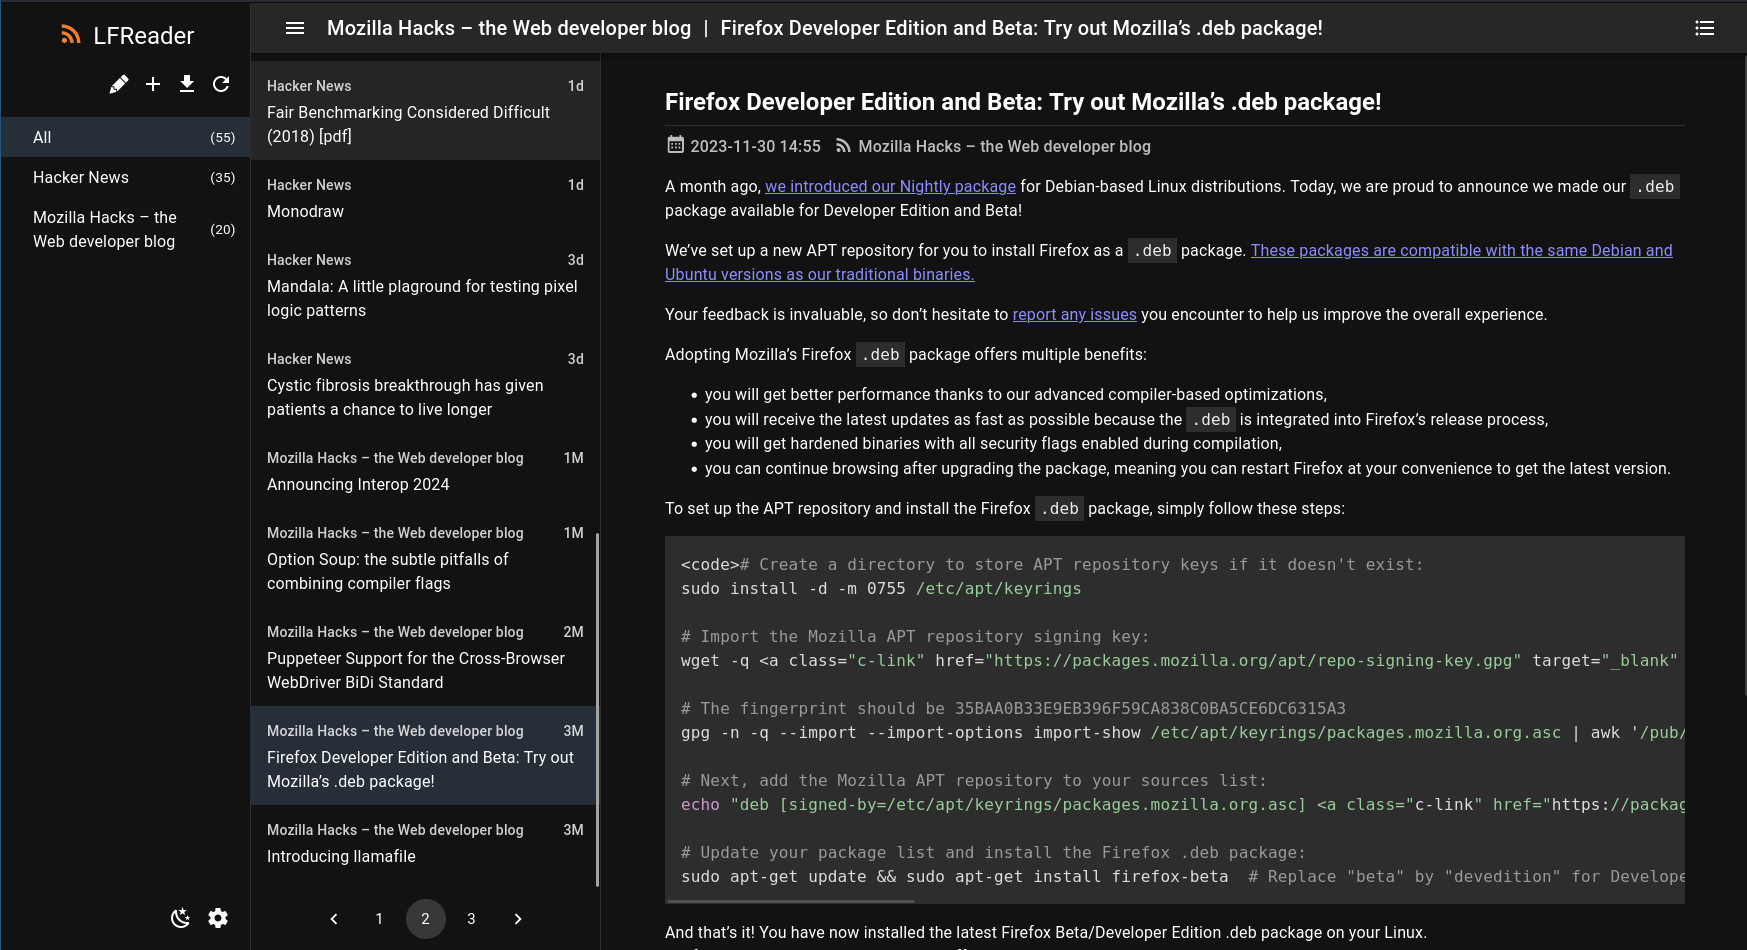 LFReader
All (55)
Hacker News (35)
Mozilla Hacks – the
Web developer blog (20)
Mozilla Hacks – the Web developer blog | Firefox Developer Edition and Beta: Try out Mozilla’s .deb package!
Hacker News 1d
Fair Benchmarking Considered Difficult
(2018) [pdf]
Hacker News 1d
Monodraw
Hacker News 3d
Mandala: A little plaground for testing pixel
logic patterns
Hacker News 3d
Cystic fibrosis breakthrough has given
patients a chance to live longer
Mozilla Hacks – the Web developer blog 1M
Announcing Interop 2024
Mozilla Hacks – the Web developer blog 1M
Option Soup: the subtle pitfalls of
combining compiler flags
Mozilla Hacks – the Web developer blog 2M
Puppeteer Support for the Cross-Browser
WebDriver BiDi Standard
Mozilla Hacks – the Web developer blog 3M
Firefox Developer Edition and Beta: Try out
Mozilla’s .deb package!
Mozilla Hacks – the Web developer blog 3M
Introducing llamafile
1 2 3
Firefox Developer Edition and Beta: Try out Mozilla’s .deb package!
2023-11-30 14:55 Mozilla Hacks – the Web developer blog
A month ago, we introduced our Nightly package for Debian-based Linux distributions. Today, we are proud to announce we made our .deb
package available for Developer Edition and Beta!
We’ve set up a new APT repository for you to install Firefox as a .deb package. These packages are compatible with the same Debian and
Ubuntu versions as our traditional binaries.
Your feedback is invaluable, so don’t hesitate to report any issues you encounter to help us improve the overall experience.
Adopting Mozilla’s Firefox .deb package offers multiple benefits:
• you will get better performance thanks to our advanced compiler-based optimizations,
• you will receive the latest updates as fast as possible because the .deb is integrated into Firefox’s release process,
• you will get hardened binaries with all security flags enabled during compilation,
• you can continue browsing after upgrading the package, meaning you can restart Firefox at your convenience to get the latest version.
To set up the APT repository and install the Firefox .deb package, simply follow these steps:
<code># Create a directory to store APT repository keys if it doesn't exist:
sudo install -d -m 0755 /etc/apt/keyrings
# Import the Mozilla APT repository signing key:
wget -q <a class="c-link" href="https://packages.mozilla.org/apt/repo-signing-key.gpg" target="_blank"
# The fingerprint should be 35BAA0B33E9EB396F59CA838C0BA5CE6DC6315A3
gpg -n -q --import --import-options import-show /etc/apt/keyrings/packages.mozilla.org.asc | awk '/pub/
# Next, add the Mozilla APT repository to your sources list:
echo "deb [signed-by=/etc/apt/keyrings/packages.mozilla.org.asc] <a class="c-link" href="https://packag
# Update your package list and install the Firefox .deb package:
sudo apt-get update && sudo apt-get install firefox-beta # Replace "beta" by "devedition" for Develope
And that’s it! You have now installed the latest Firefox Beta/Developer Edition .deb package on your Linux.